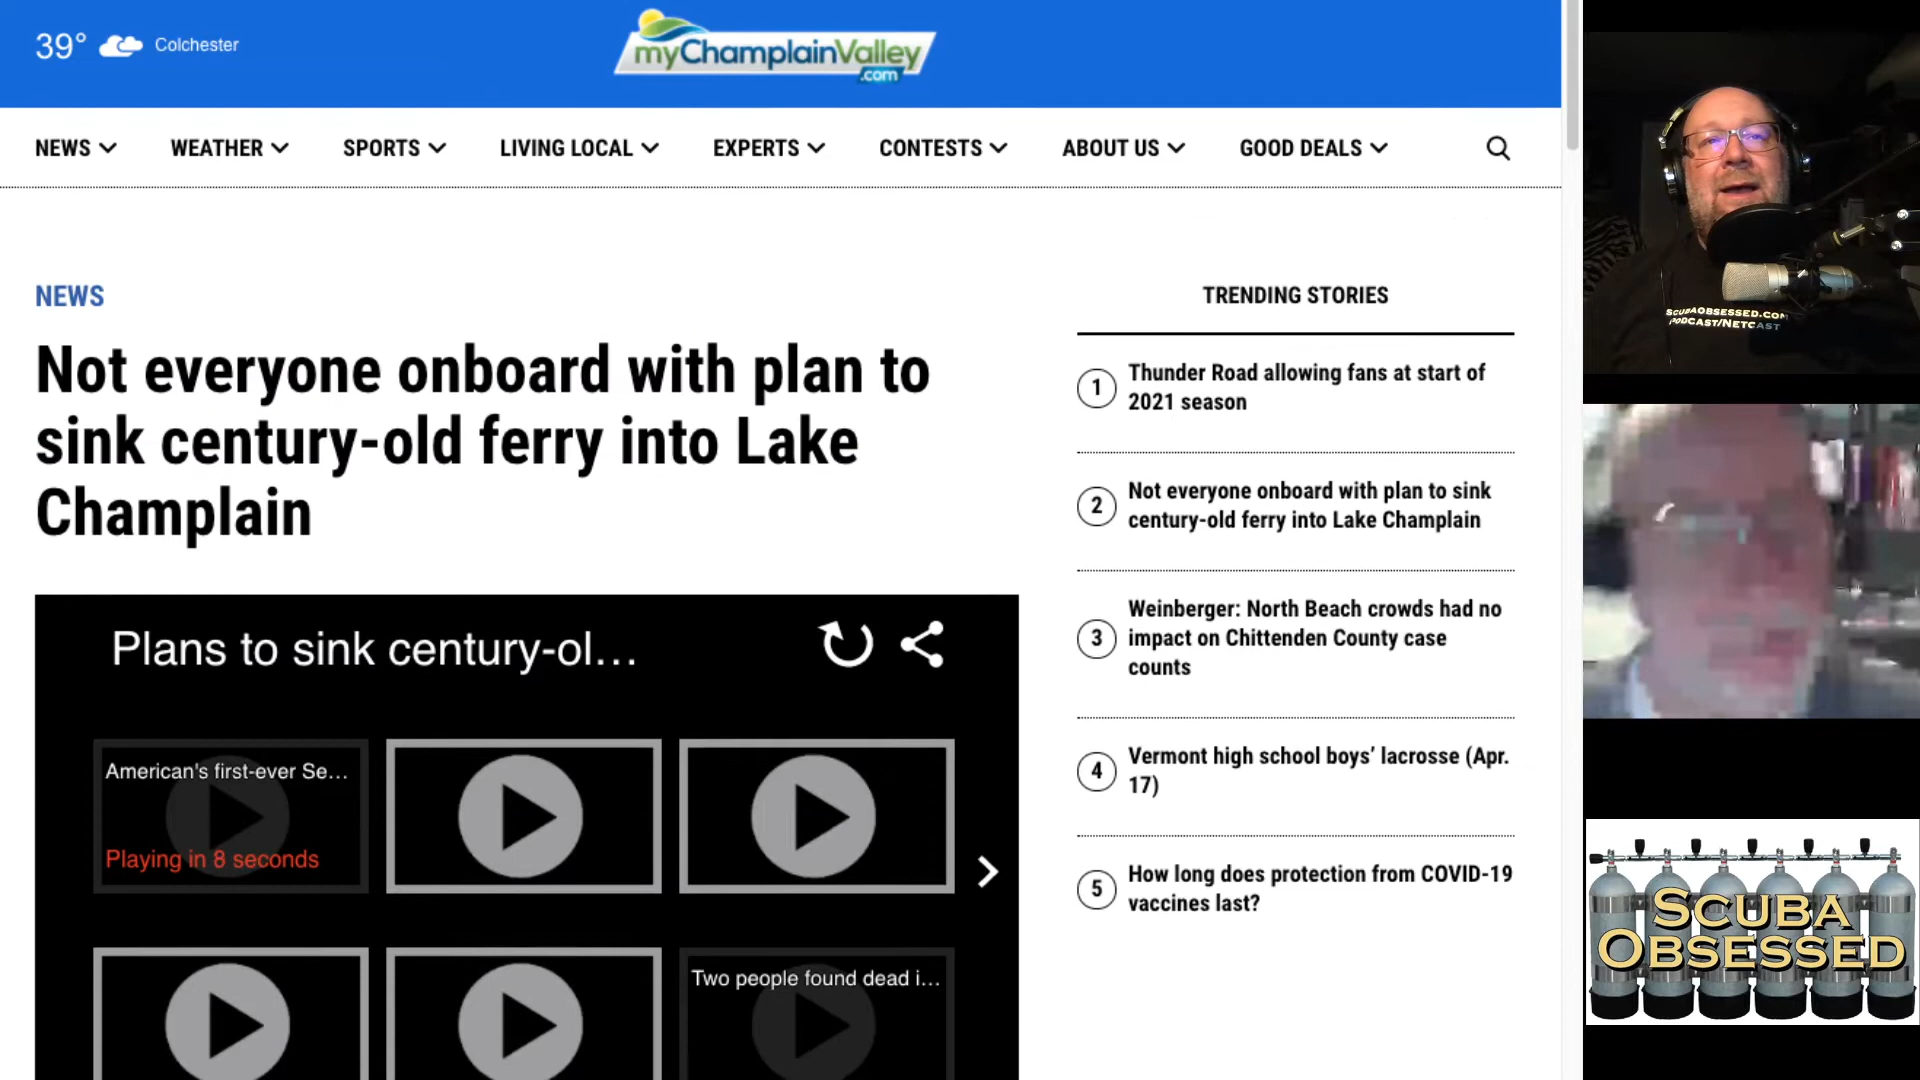 39° Colchester
myChamplainValley
.com
NEWS WEATHER SPORTS LIVING LOCAL EXPERTS CONTESTS ABOUT US GOOD DEALS
NEWS
Not everyone onboard with plan to
sink century-old ferry into Lake
Champlain
Plans to sink century-ol...
American's first-ever Se...
Playing in 8 seconds
Two people found dead i...
TRENDING STORIES
1 Thunder Road allowing fans at start of
2021 season
2 Not everyone onboard with plan to sink
century-old ferry into Lake Champlain
3 Weinberger: North Beach crowds had no
impact on Chittenden County case
counts
4 Vermont high school boys’ lacrosse (Apr.
17)
5 How long does protection from COVID-19
vaccines last?
SCUBAOBSESSED.COM
PODCAST/NETCAST
SCUBA
OBSESSED